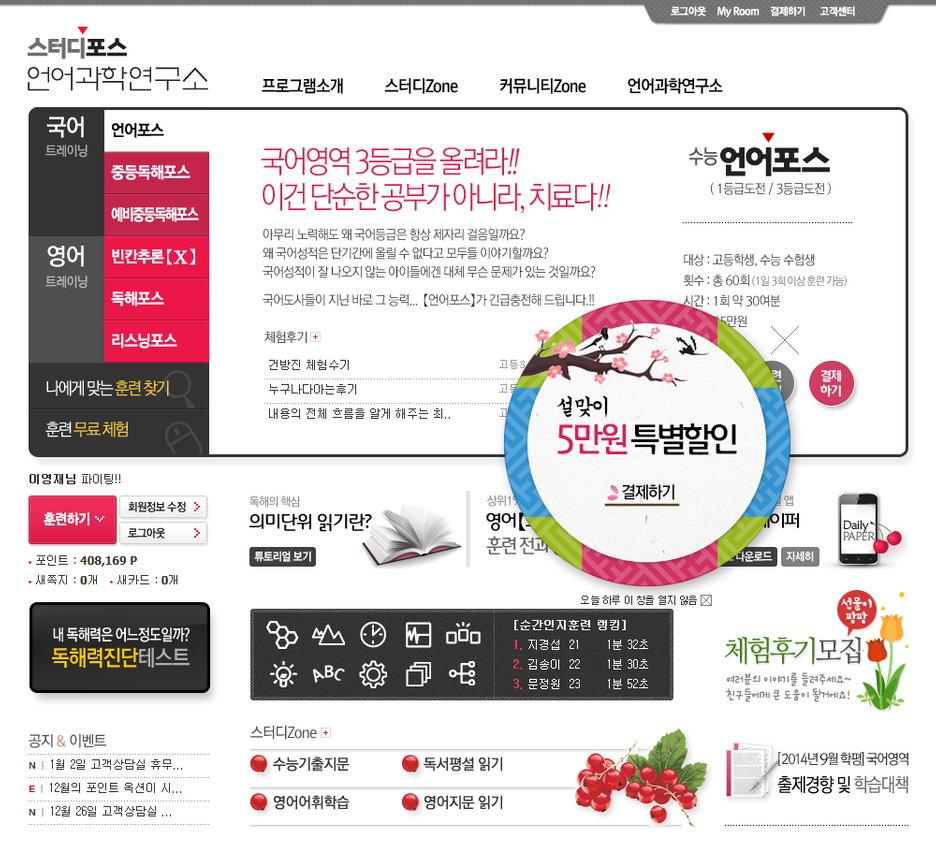 로그아웃 My Room 결제하기 고객센터
스터디포스
언어과학연구소
프로그램소개 스터디Zone 커뮤니티Zone 언어과학연구소
국어
트레이닝
언어포스
중등독해포스
예비중등독해포스
영어
트레이닝
빈칸추론【X】
독해포스
리스닝포스
나에게 맞는 훈련 찾기
훈련 무료 체험
국어영역 3등급을 올려라!!
이건 단순한 공부가 아니라, 치료다!!
아무리 노력해도 왜 국어등급은 항상 제자리 걸음일까요?
왜 국어성적은 단기간에 올릴 수 없다고 모두들 이야기할까요?
국어성적이 잘 나오지 않는 아이들에겐 대체 무슨 문제가 있는 것일까요?
국어도사들이 지닌 바로 그 능력... 【언어포스】가 긴급충전해 드립니다.!!
체험후기
건방진 체험수기 고등3
누구나다아는후기
내용의 전체 흐름을 알게 해주는 최..
수능 언어포스
( 1등급도전 / 3등급도전 )
대상 : 고등학생, 수능 수험생
횟수 : 총 60회 (1일 3회이상 훈련 가능)
시간 : 1회 약 30여분
5만원
결제
하기
설맞이
5만원 특별할인
결제하기
오늘 하루 이 창을 열지 않음
이영재님 파이팅!!
훈련하기
회원정보 수정
로그아웃
포인트 : 408,169 P
새쪽지 : 0개 새카드 : 0개
독해의 핵심
의미단위 읽기란?
튜토리얼 보기
영어
훈련 전과
앱
이퍼
다운로드 자세히
Daily
PAPER
내 독해력은 어느정도일까?
독해력진단테스트
ABC
[순간인지훈련 랭킹]
1. 지경섭 21 1분 32초
2. 김송이 22 1분 30초
3. 문정원 23 1분 52초
선물이
팡팡
체험후기모집
여러분의 이야기를 들려주세요~
친구들에게 큰 도움이 될거에요!
공지 & 이벤트
N | 1월 2일 고객상담실 휴무...
E | 12월의 포인트 옥션이 시...
N | 12월 26일 고객상담실 ...
스터디Zone
수능기출지문 독서평설 읽기
영어어휘학습 영어지문 읽기
[2014년 9월 학평] 국어영역
출제경향 및 학습대책